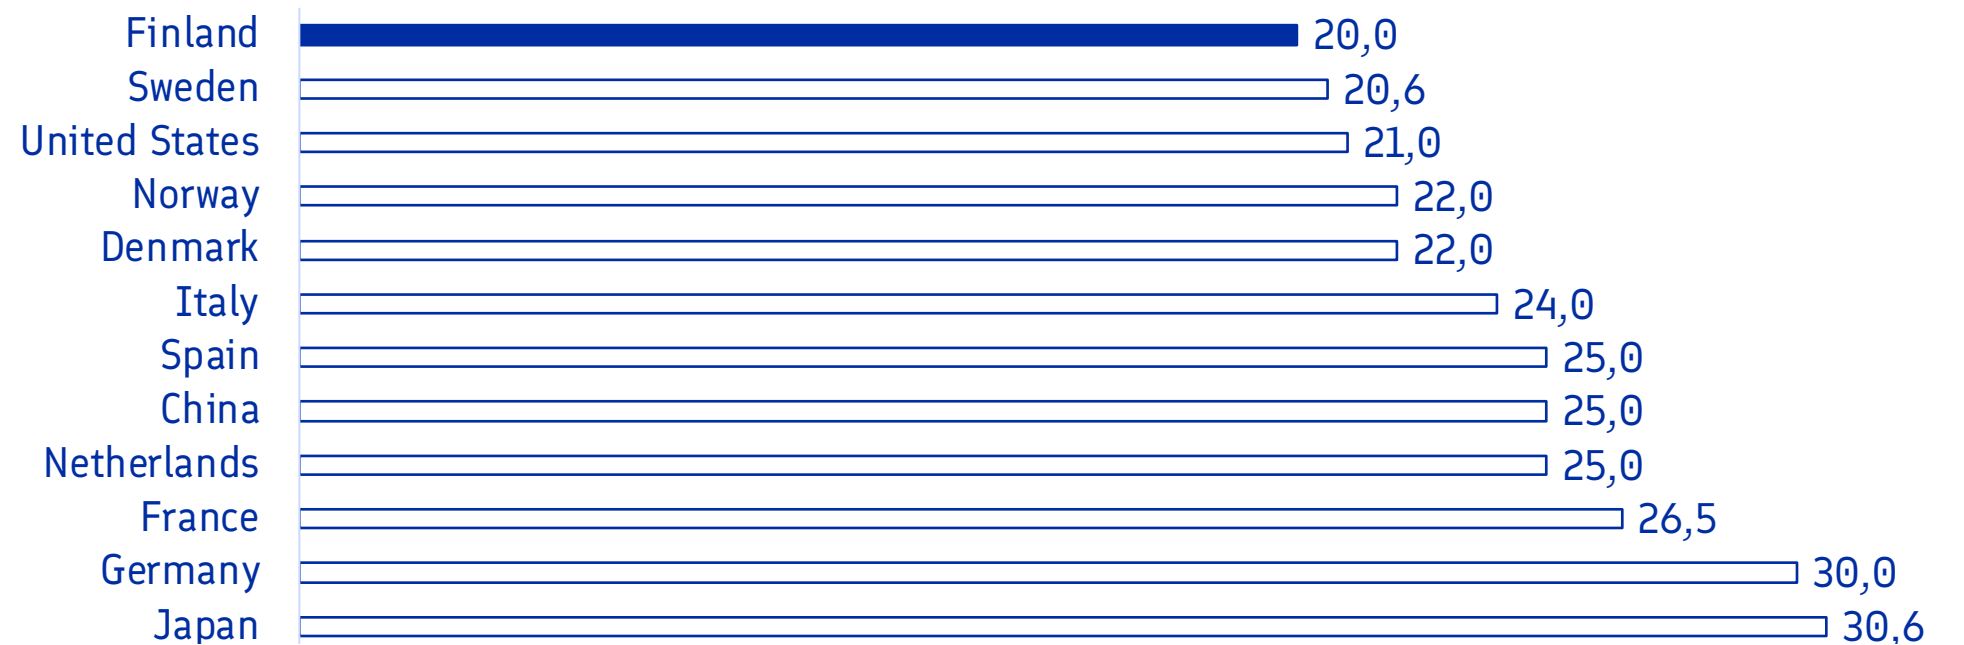 Finland 20,0
Sweden 20,6
United States 21,0
Norway 22,0
Denmark 22,0
Italy 24,0
Spain 25,0
China 25,0
Netherlands 25,0
France 26,5
Germany 30,0
Japan 30,6